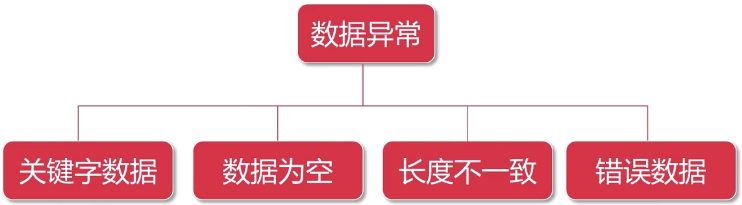 数据异常
关键字数据
数据为空
长度不一致
错误数据